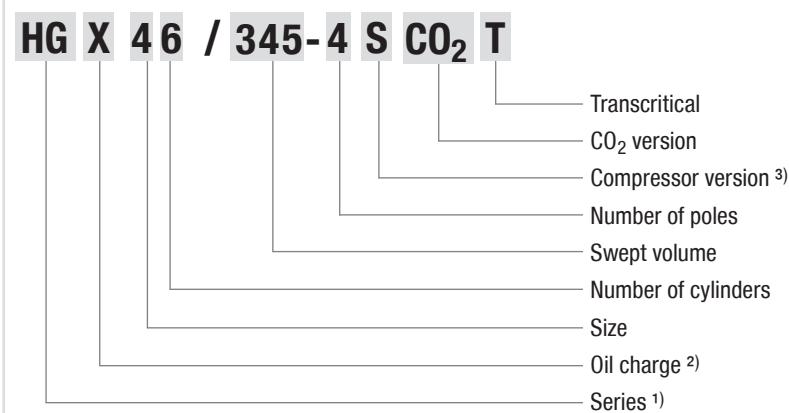 HG X 4 6 / 345 - 4 S CO₂ T
Transcritical
CO₂ version
Compressor version ³⁾
Number of poles
Swept volume
Number of cylinders
Size
Oil charge ²⁾
Series ¹⁾